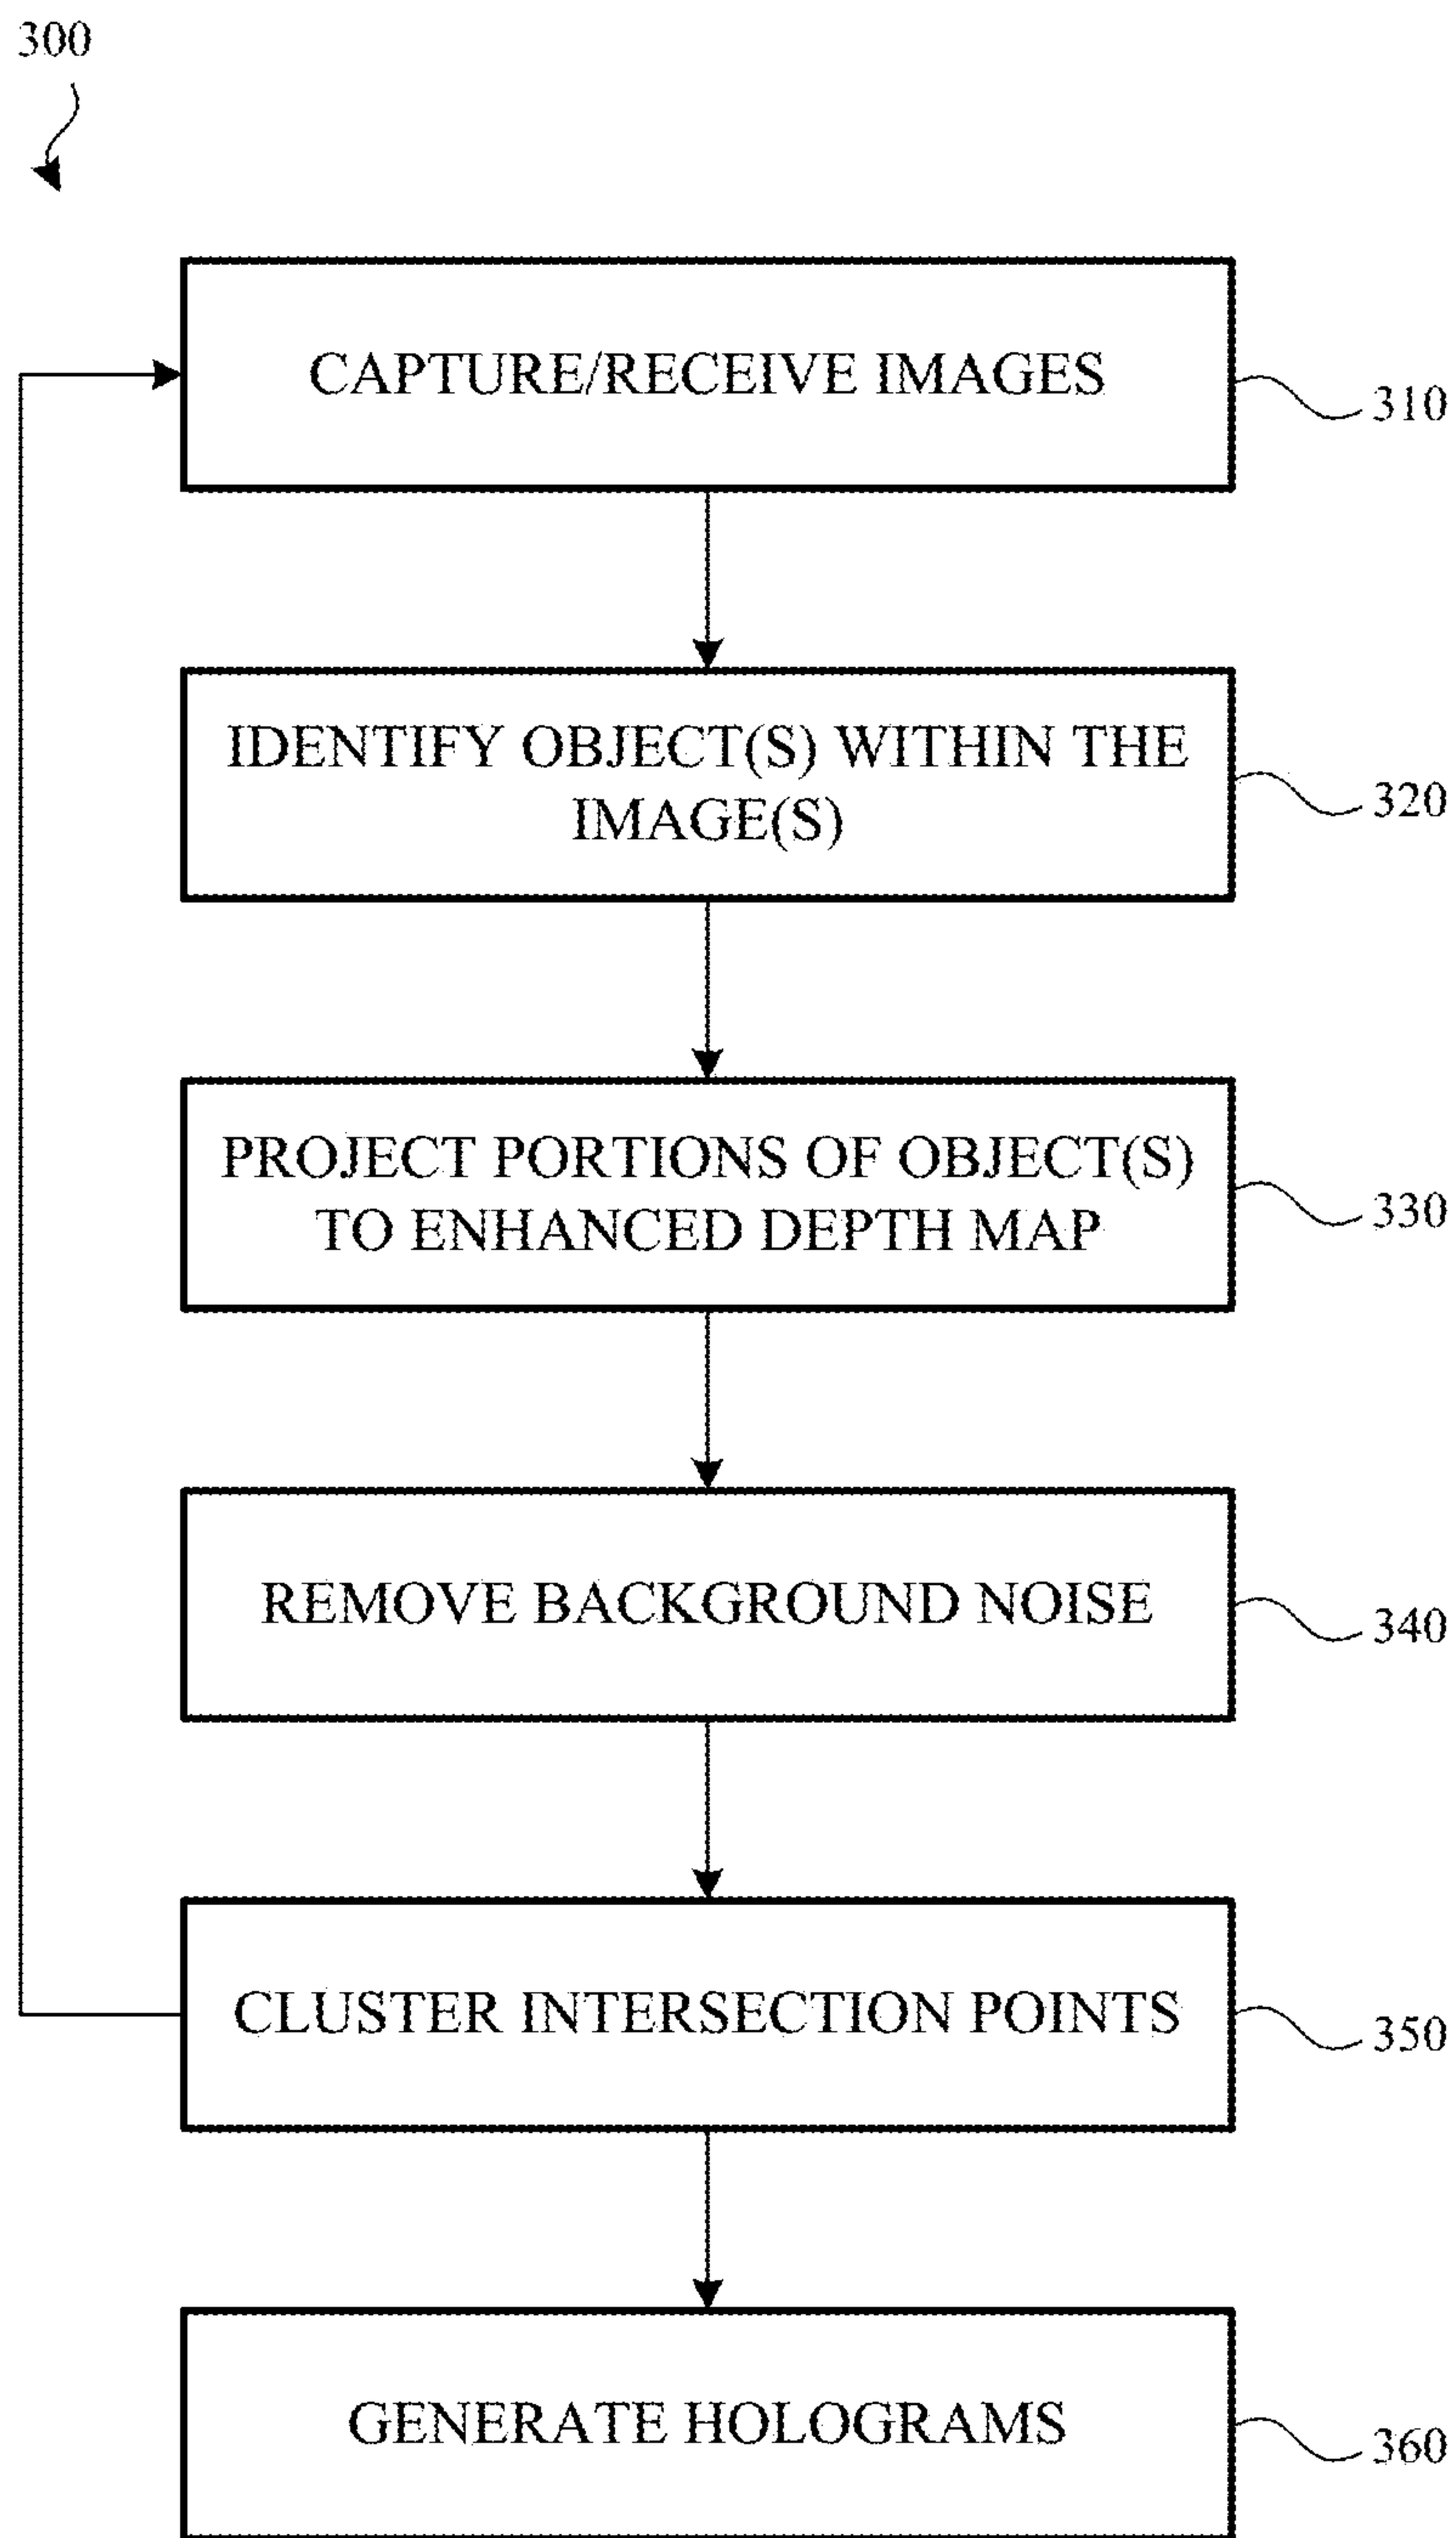 300
CAPTURE/RECEIVE IMAGES
310
IDENTIFY OBJECT(S) WITHIN THE
IMAGE(S)
320
PROJECT PORTIONS OF OBJECT(S)
TO ENHANCED DEPTH MAP
330
REMOVE BACKGROUND NOISE
340
CLUSTER INTERSECTION POINTS
350
GENERATE HOLOGRAMS
360